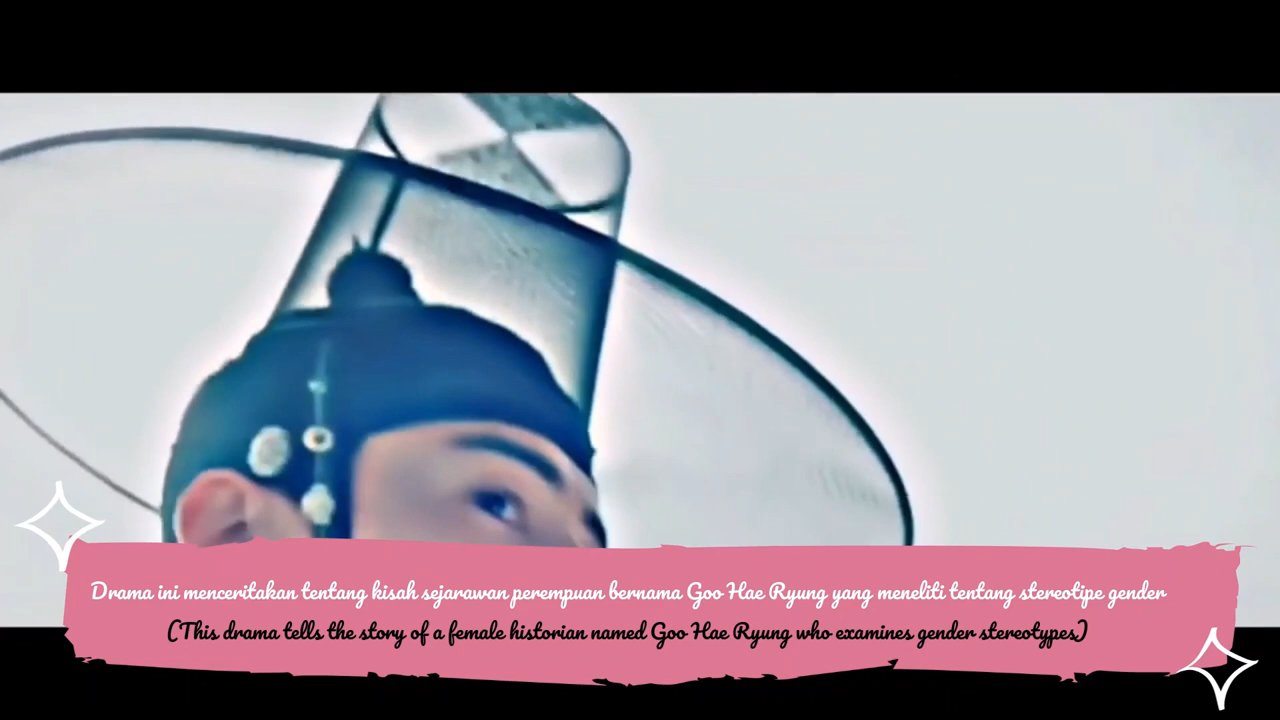 Drama ini menceritakan tentang kisah sejarawan perempuan bernama Goo Hae Ryung yang meneliti tentang stereotipe gender
(This drama tells the story of a female historian named Goo Hae Ryung who examines gender stereotypes)